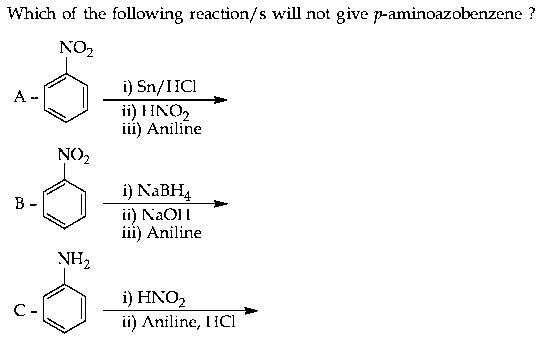 Which of the following reaction/s will not give p-aminoazobenzene ?
NO2
A -
i) Sn/HCl
ii) HNO2
iii) Aniline
NO2
B -
i) NaBH4
ii) NaOH
iii) Aniline
NH2
C -
i) HNO2
ii) Aniline, HCl